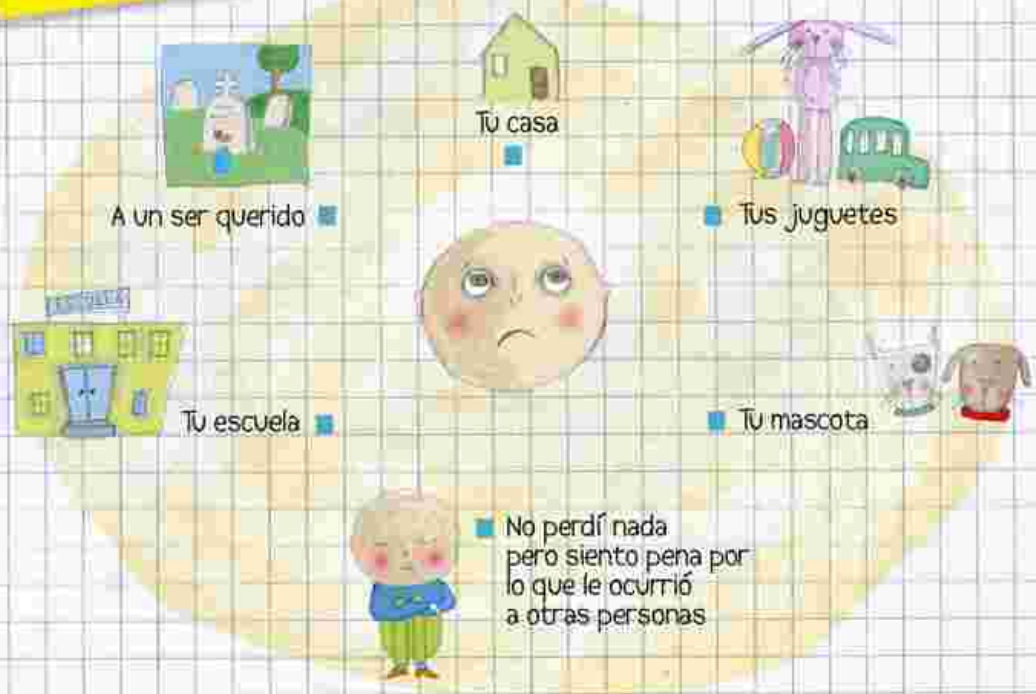 Tu casa
A un ser querido
Tus juguetes
ESCUELA
Tu escuela
Tu mascota
No perdí nada
pero siento pena por
lo que le ocurrió
a otras personas